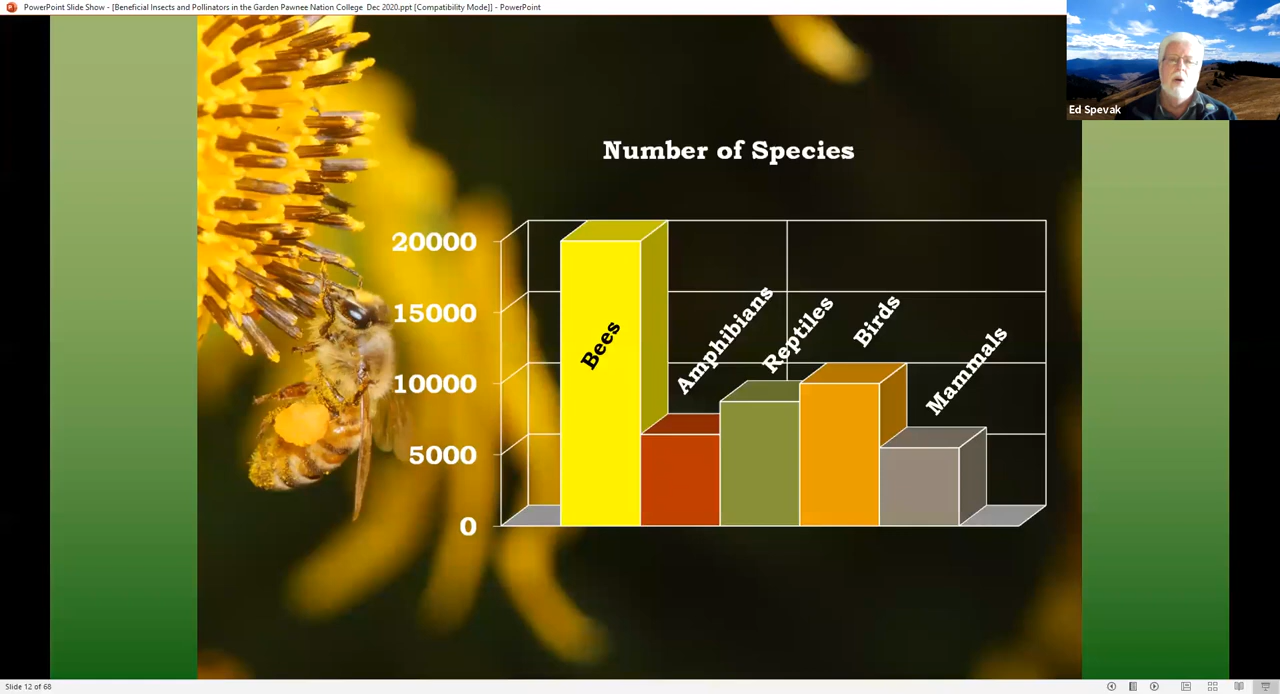 PowerPoint Slide Show - [Beneficial Insects and Pollinators in the Garden Pawnee Nation College  Dec 2020.ppt [Compatibility Mode]] - PowerPoint
Ed Spevak
Number of Species
20000
15000
10000
5000
0
Bees
Amphibians
Reptiles
Birds
Mammals
Slide 12 of 68